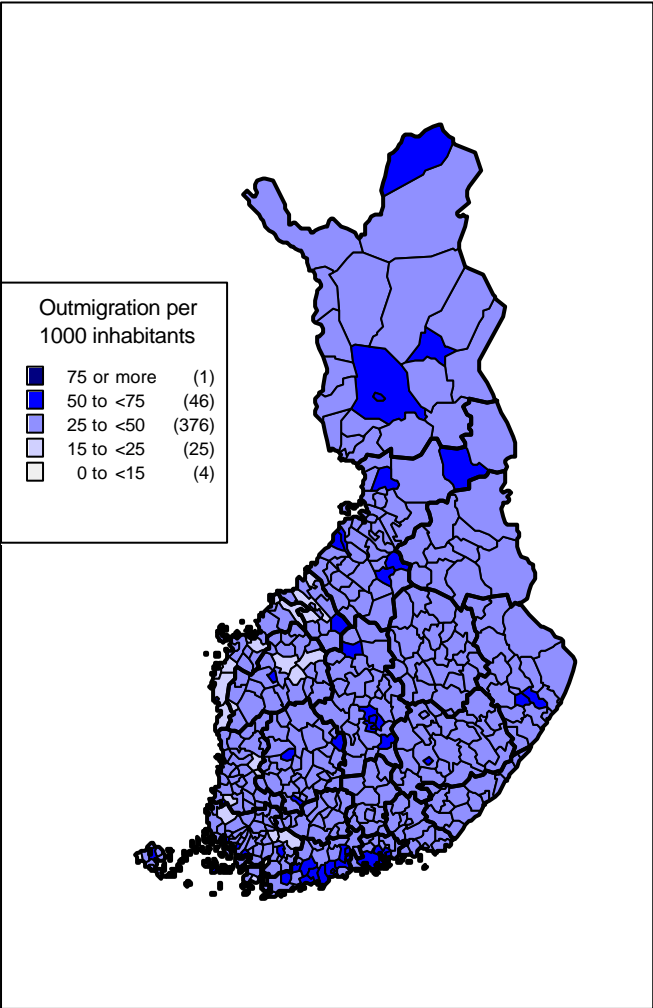 Outmigration per
1000 inhabitants
75 or more (1)
50 to <75 (46)
25 to <50 (376)
15 to <25 (25)
0 to <15 (4)